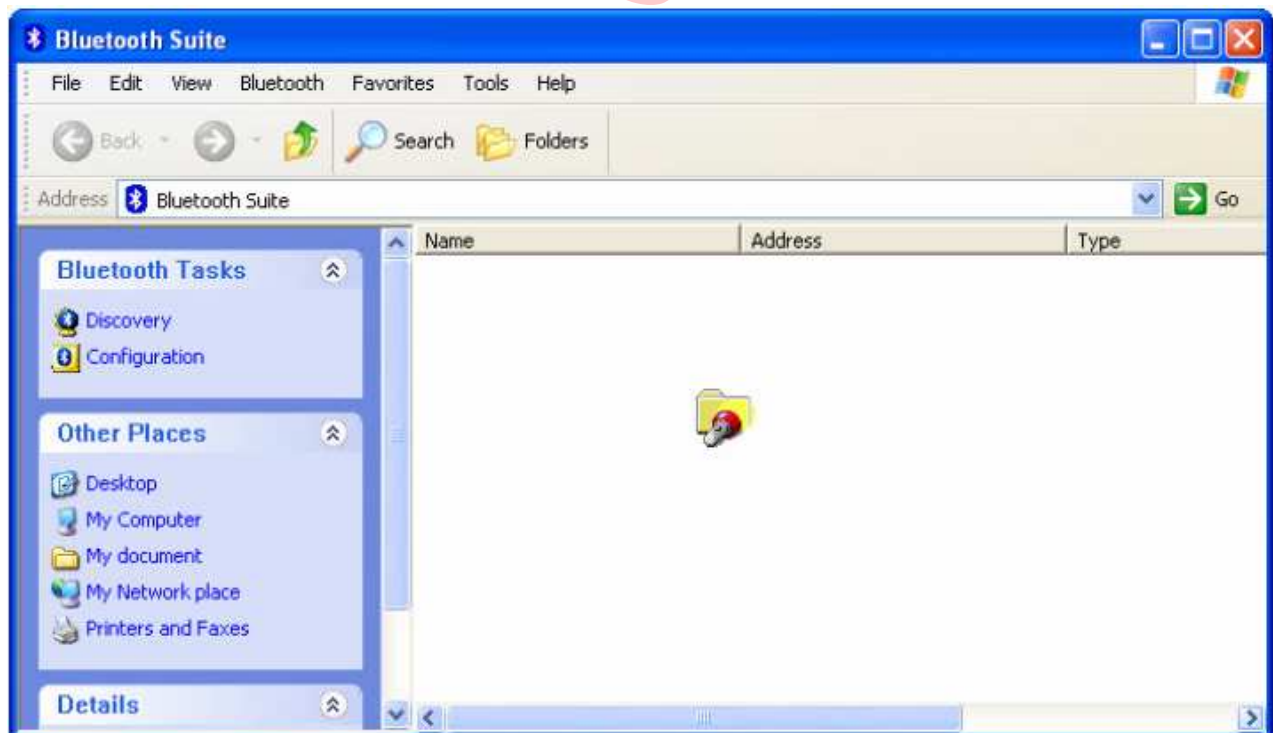 Bluetooth Suite
File Edit View Bluetooth Favorites Tools Help
Back Search Folders
Address Bluetooth Suite Go
Name Address Type
Bluetooth Tasks
Discovery
Configuration
Other Places
Desktop
My Computer
My document
My Network place
Printers and Faxes
Details